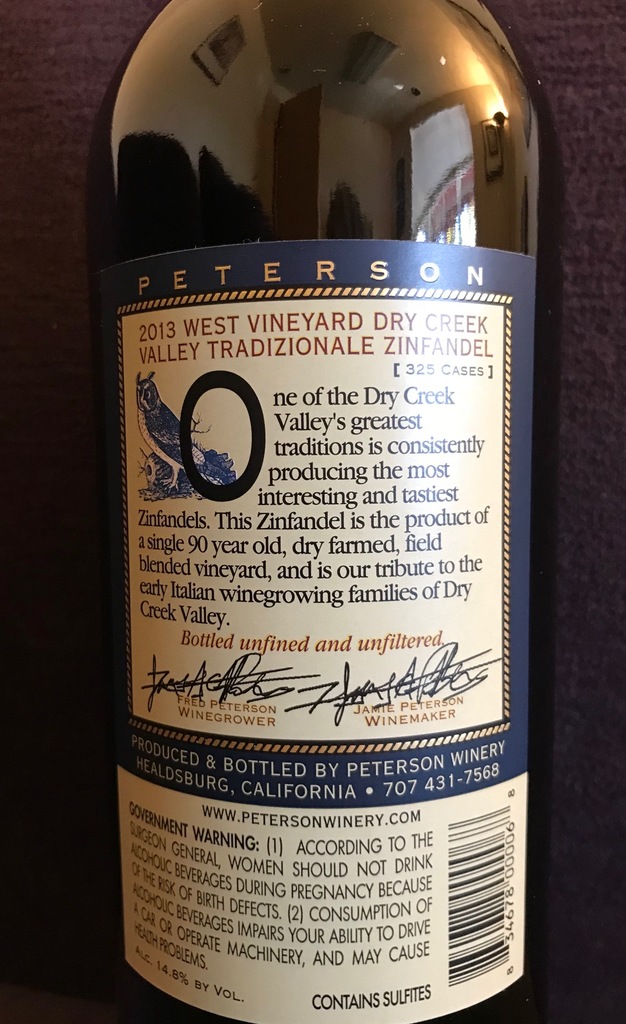 PETERSON
2013 WEST VINEYARD DRY CREEK
VALLEY TRADIZIONALE ZINFANDEL
[ 325 CASES ]
One of the Dry Creek
Valley's greatest
traditions is consistently
producing the most
interesting and tastiest
Zinfandels. This Zinfandel is the product of
a single 90 year old, dry farmed, field
blended vineyard, and is our tribute to the
early Italian winegrowing families of Dry
Creek Valley.
Bottled unfined and unfiltered.
FRED PETERSON
WINEGROWER
JAMIE PETERSON
WINEMAKER
PRODUCED & BOTTLED BY PETERSON WINERY
HEALDSBURG, CALIFORNIA • 707 431-7568
WWW.PETERSONWINERY.COM
GOVERNMENT WARNING: (1) ACCORDING TO THE
SURGEON GENERAL, WOMEN SHOULD NOT DRINK
ALCOHOLIC BEVERAGES DURING PREGNANCY BECAUSE
OF THE RISK OF BIRTH DEFECTS. (2) CONSUMPTION OF
ALCOHOLIC BEVERAGES IMPAIRS YOUR ABILITY TO DRIVE
A CAR OR OPERATE MACHINERY, AND MAY CAUSE
HEALTH PROBLEMS.
ALC. 14.8% BY VOL.
CONTAINS SULFITES
8 34678 00006 8